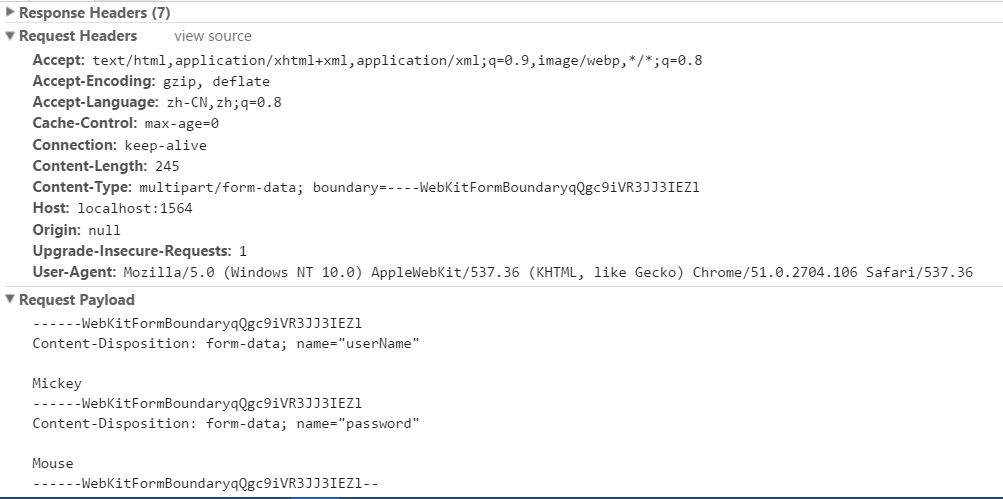 Response Headers (7)
Request Headers view source
Accept: text/html,application/xhtml+xml,application/xml;q=0.9,image/webp,*/*;q=0.8
Accept-Encoding: gzip, deflate
Accept-Language: zh-CN,zh;q=0.8
Cache-Control: max-age=0
Connection: keep-alive
Content-Length: 245
Content-Type: multipart/form-data; boundary=----WebKitFormBoundaryqQgc9iVR3JJ3IEZl
Host: localhost:1564
Origin: null
Upgrade-Insecure-Requests: 1
User-Agent: Mozilla/5.0 (Windows NT 10.0) AppleWebKit/537.36 (KHTML, like Gecko) Chrome/51.0.2704.106 Safari/537.36
Request Payload
------WebKitFormBoundaryqQgc9iVR3JJ3IEZl
Content-Disposition: form-data; name="userName"
Mickey
------WebKitFormBoundaryqQgc9iVR3JJ3IEZl
Content-Disposition: form-data; name="password"
Mouse
------WebKitFormBoundaryqQgc9iVR3JJ3IEZl--